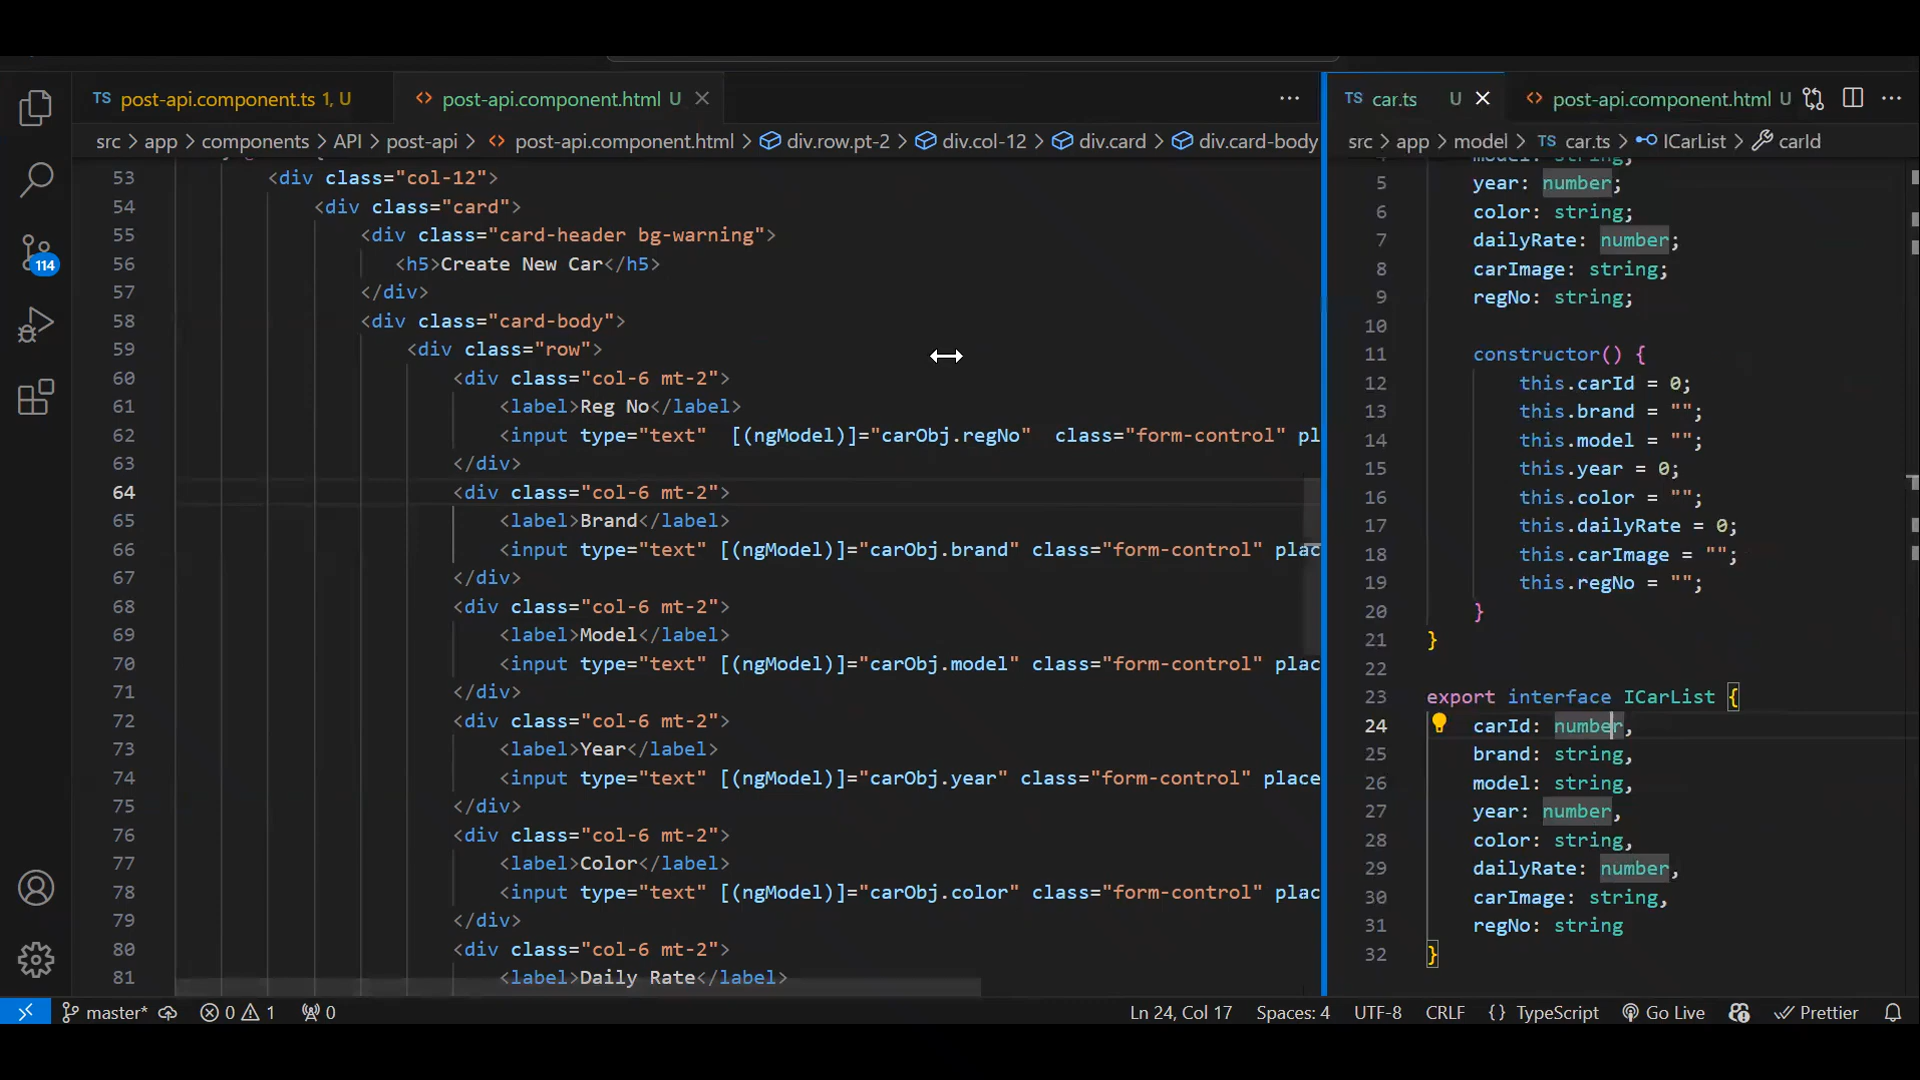 TS post-api.component.ts 1, U
<> post-api.component.html U
src > app > components > API > post-api > <> post-api.component.html > div.row.pt-2 > div.col-12 > div.card > div.card-body
53 <div class="col-12">
54 <div class="card">
55 <div class="card-header bg-warning">
56 <h5>Create New Car</h5>
57 </div>
58 <div class="card-body">
59 <div class="row">
60 <div class="col-6 mt-2">
61 <label>Reg No</label>
62 <input type="text"  [(ngModel)]="carObj.regNo"  class="form-control" pl
63 </div>
64 <div class="col-6 mt-2">
65 <label>Brand</label>
66 <input type="text" [(ngModel)]="carObj.brand" class="form-control" plac
67 </div>
68 <div class="col-6 mt-2">
69 <label>Model</label>
70 <input type="text" [(ngModel)]="carObj.model" class="form-control" plac
71 </div>
72 <div class="col-6 mt-2">
73 <label>Year</label>
74 <input type="text" [(ngModel)]="carObj.year" class="form-control" place
75 </div>
76 <div class="col-6 mt-2">
77 <label>Color</label>
78 <input type="text" [(ngModel)]="carObj.color" class="form-control" plac
79 </div>
80 <div class="col-6 mt-2">
81 <label>Daily Rate</label>
TS car.ts U
<> post-api.component.html U
src > app > model > TS car.ts > ICarList > carId
model: string;
5 year: number;
6 color: string;
7 dailyRate: number;
8 carImage: string;
9 regNo: string;
10
11 constructor() {
12 this.carId = 0;
13 this.brand = "";
14 this.model = "";
15 this.year = 0;
16 this.color = "";
17 this.dailyRate = 0;
18 this.carImage = "";
19 this.regNo = "";
20 }
21 }
22
23 export interface ICarList {
24 carId: number,
25 brand: string,
26 model: string,
27 year: number,
28 color: string,
29 dailyRate: number,
30 carImage: string,
31 regNo: string
32 }
114
master* 0 1 0 Ln 24, Col 17 Spaces: 4 UTF-8 CRLF {} TypeScript Go Live Prettier